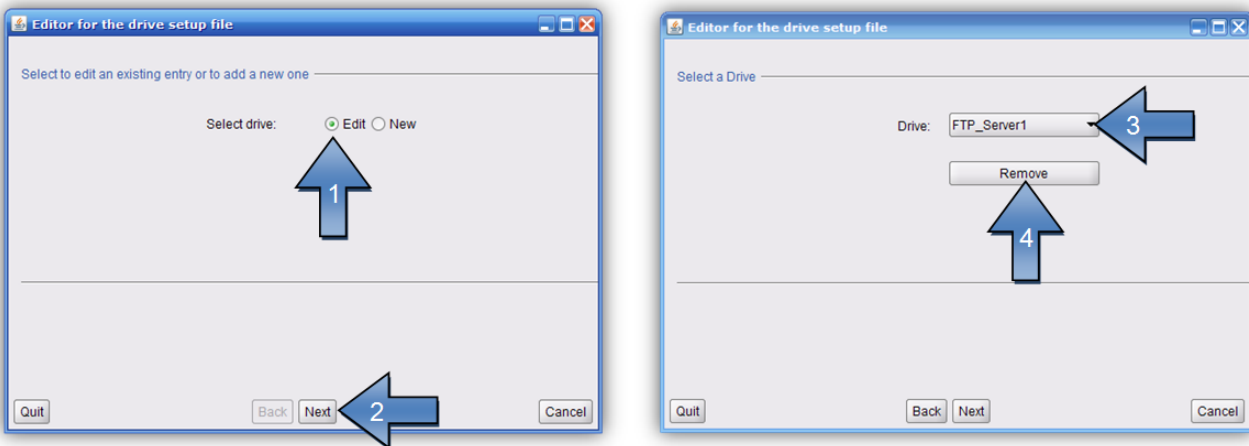 Editor for the drive setup file
Select to edit an existing entry or to add a new one
Select drive: Edit New
1
2
Quit Back Next Cancel
Editor for the drive setup file
Select a Drive
Drive: FTP_Server1
3
Remove
4
Quit Back Next Cancel